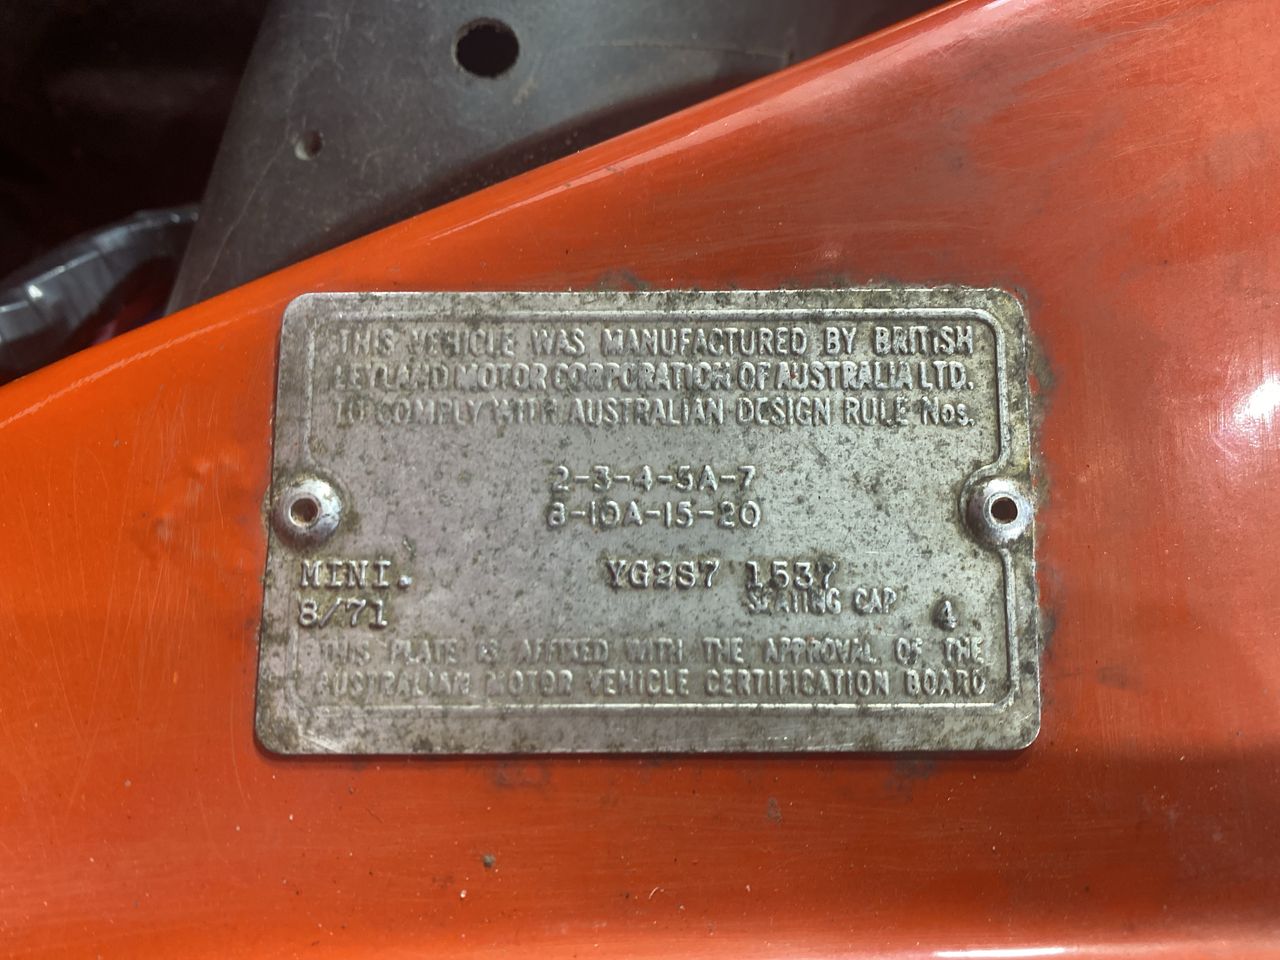 THIS VEHICLE WAS MANUFACTURED BY BRITISH
LEYLAND MOTOR CORPORATION OF AUSTRALIA LTD.
TO COMPLY WITH AUSTRALIAN DESIGN RULE Nos.
2-3-4-5A-7
8-10A-15-20
MINI. YG2S7 1537
8/71 SEATING CAP 4
THIS PLATE IS AFFIXED WITH THE APPROVAL OF THE
AUSTRALIAN MOTOR VEHICLE CERTIFICATION BOARD